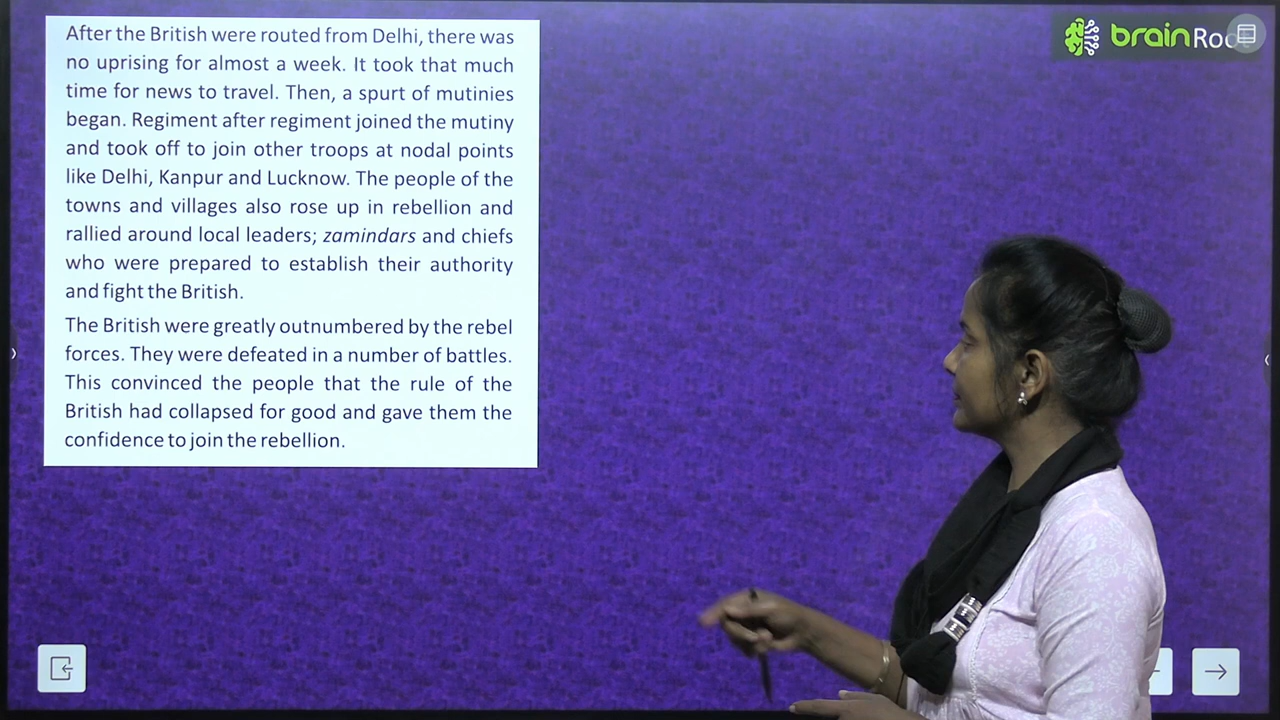 After the British were routed from Delhi, there was
no uprising for almost a week. It took that much
time for news to travel. Then, a spurt of mutinies
began. Regiment after regiment joined the mutiny
and took off to join other troops at nodal points
like Delhi, Kanpur and Lucknow. The people of the
towns and villages also rose up in rebellion and
rallied around local leaders; zamindars and chiefs
who were prepared to establish their authority
and fight the British.
The British were greatly outnumbered by the rebel
forces. They were defeated in a number of battles.
This convinced the people that the rule of the
British had collapsed for good and gave them the
confidence to join the rebellion.
brainRoot